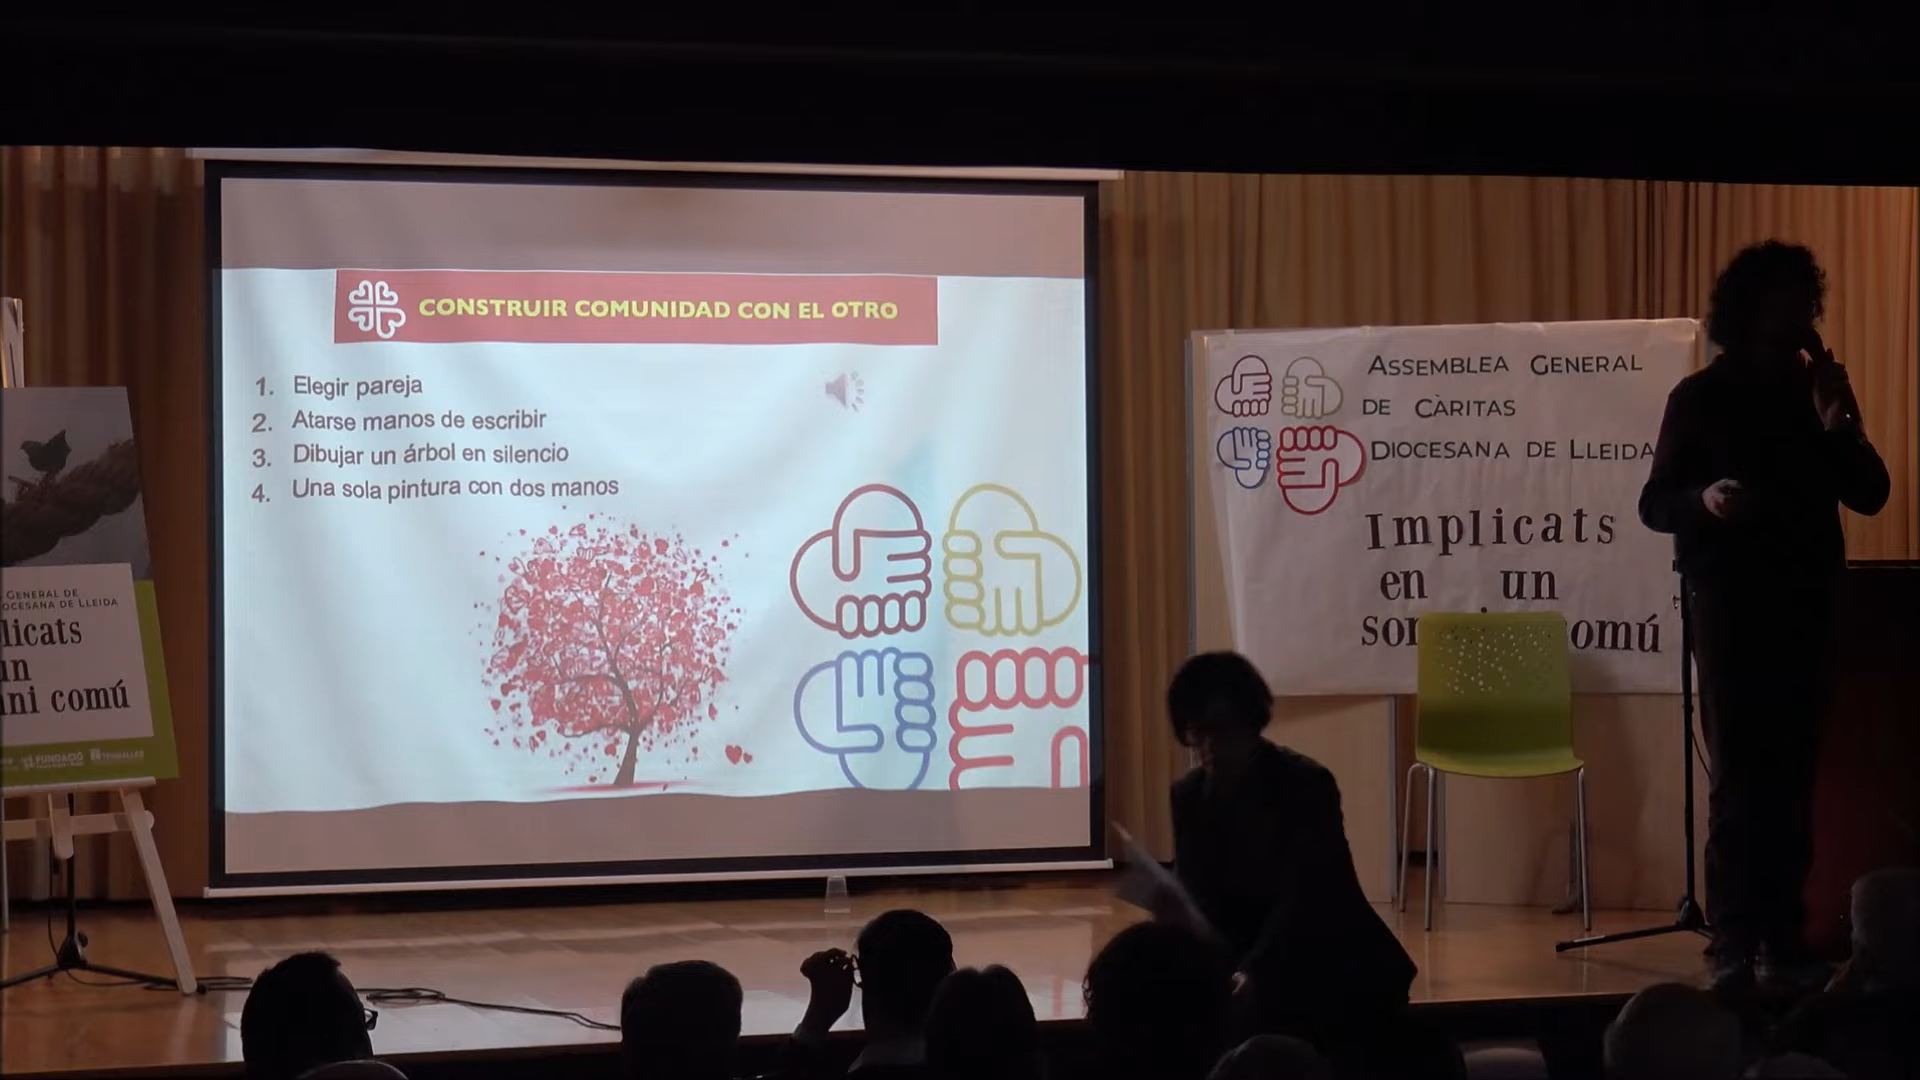 CONSTRUIR COMUNIDAD CON EL OTRO
1. Elegir pareja
2. Atarse manos de escribir
3. Dibujar un árbol en silencio
4. Una sola pintura con dos manos
ASSEMBLEA GENERAL
DE CÀRITAS
DIOCESANA DE LLEIDA
Implicats
en un
somni comú
GENERAL DE
DIOCESANA DE LLEIDA
licats
un
ni comú
FUNDACIÓ